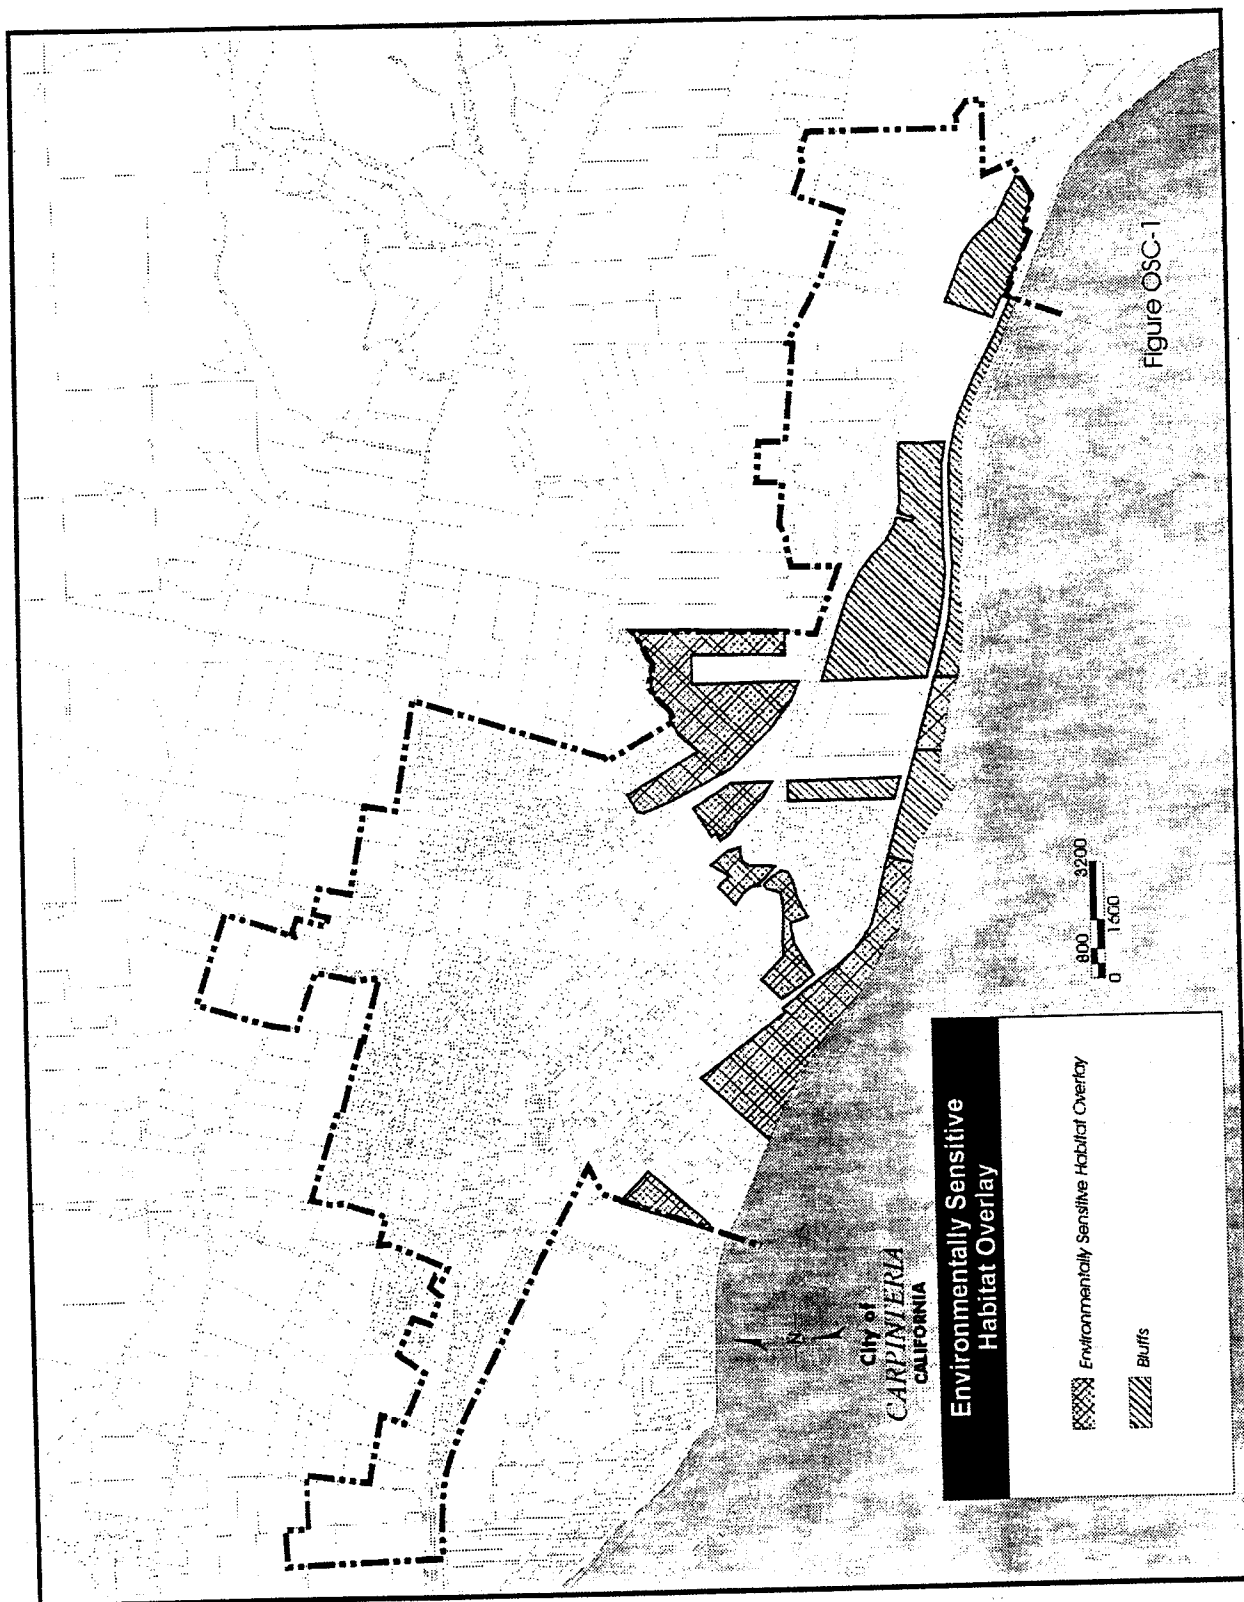 Figure OSC-1
0
800
1600
3200
N
City of
CARPINTERIA
CALIFORNIA
Environmentally Sensitive
Habitat Overlay
Environmentally Sensitive Habitat Overlay
Bluffs